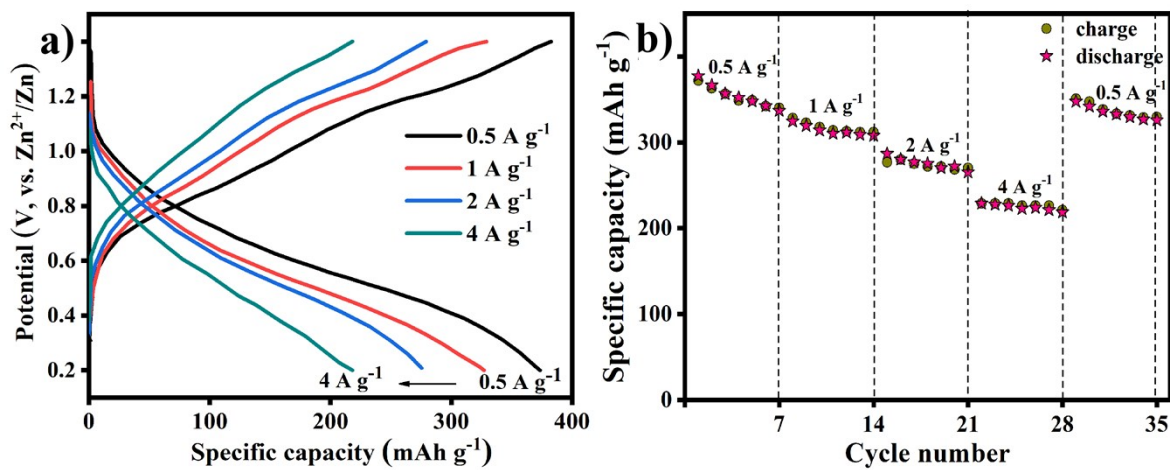 a)
Potential (V, vs. Zn²⁺/Zn)
1.2
1.0
0.8
0.6
0.4
0.2
0.5 A g⁻¹
1 A g⁻¹
2 A g⁻¹
4 A g⁻¹
4 A g⁻¹
0.5 A g⁻¹
0 100 200 300 400
Specific capacity (mAh g⁻¹)
b)
Specific capacity (mAh g⁻¹)
400
300
200
100
0
charge
discharge
0.5 A g⁻¹
1 A g⁻¹
2 A g⁻¹
4 A g⁻¹
0.5 A g⁻¹
7 14 21 28 35
Cycle number